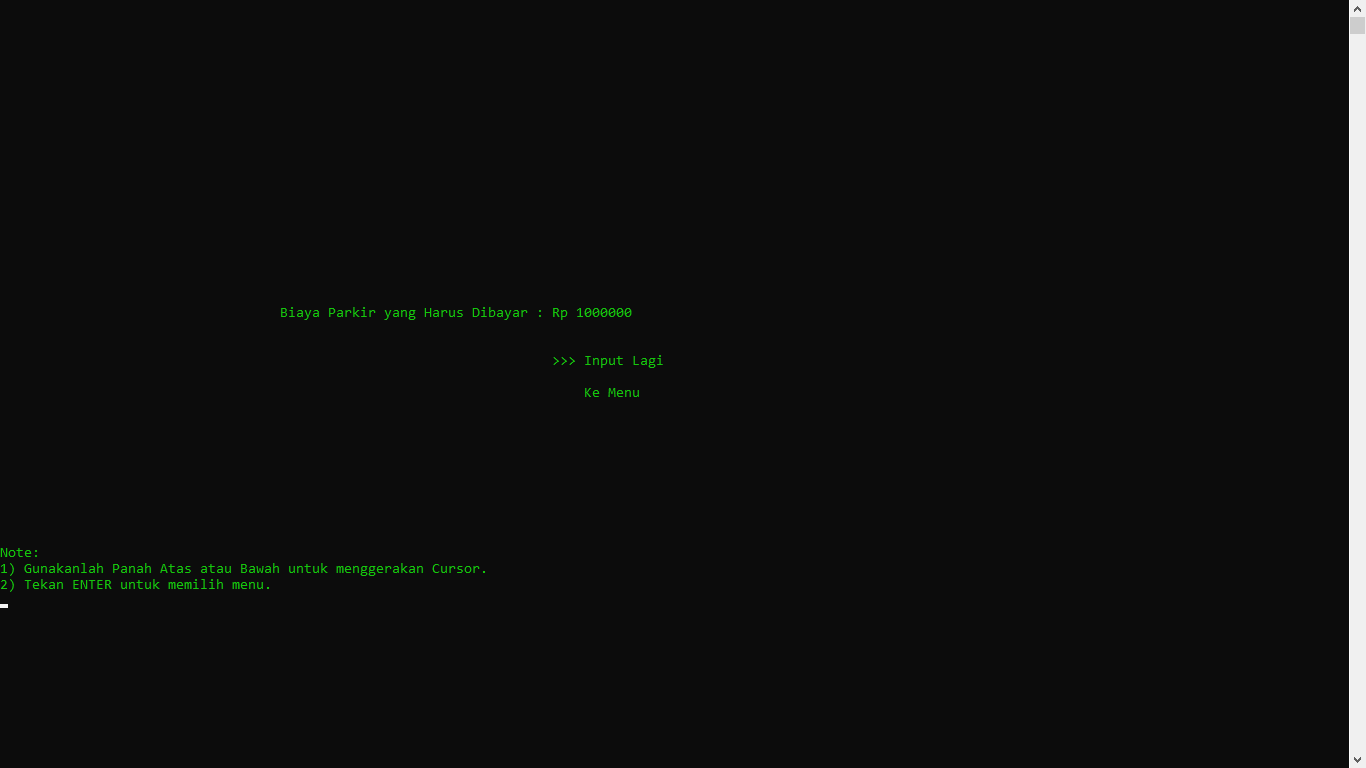 Biaya Parkir yang Harus Dibayar : Rp 1000000
>>> Input Lagi
Ke Menu
Note:
1) Gunakanlah Panah Atas atau Bawah untuk menggerakan Cursor.
2) Tekan ENTER untuk memilih menu.